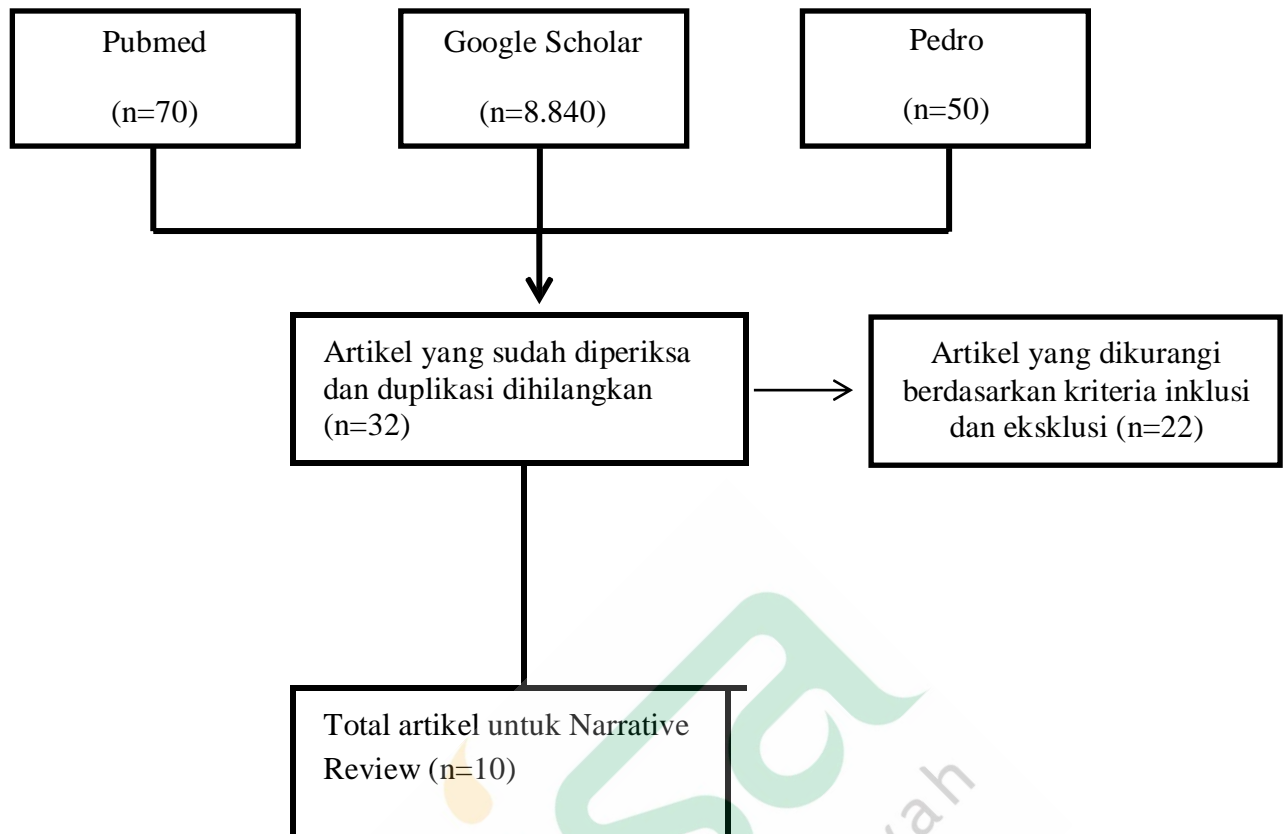 Pubmed
(n=70)
Google Scholar
(n=8.840)
Pedro
(n=50)
Artikel yang sudah diperiksa
dan duplikasi dihilangkan
(n=32)
Artikel yang dikurangi
berdasarkan kriteria inklusi
dan eksklusi (n=22)
Total artikel untuk Narrative
Review (n=10)